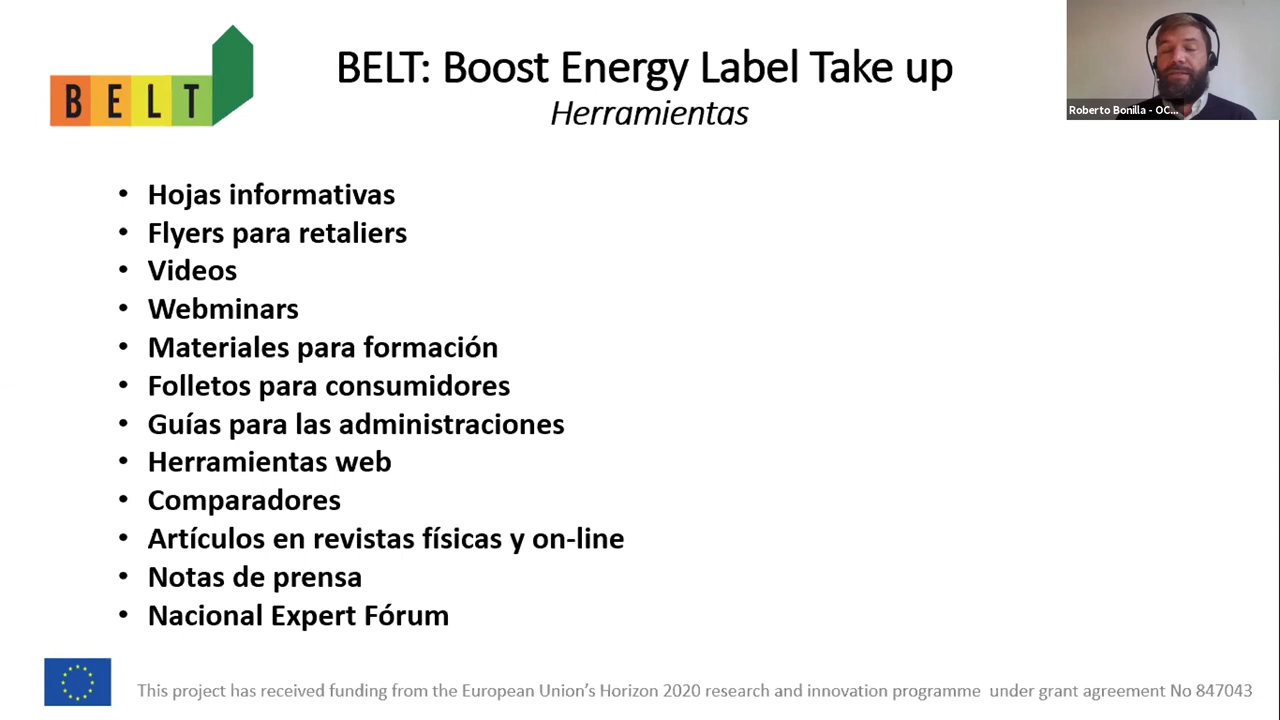 BELT
BELT: Boost Energy Label Take up
Herramientas
Roberto Bonilla - OC...
• Hojas informativas
• Flyers para retaliers
• Videos
• Webminars
• Materiales para formación
• Folletos para consumidores
• Guías para las administraciones
• Herramientas web
• Comparadores
• Artículos en revistas físicas y on-line
• Notas de prensa
• Nacional Expert Fórum
This project has received funding from the European Union’s Horizon 2020 research and innovation programme under grant agreement No 847043